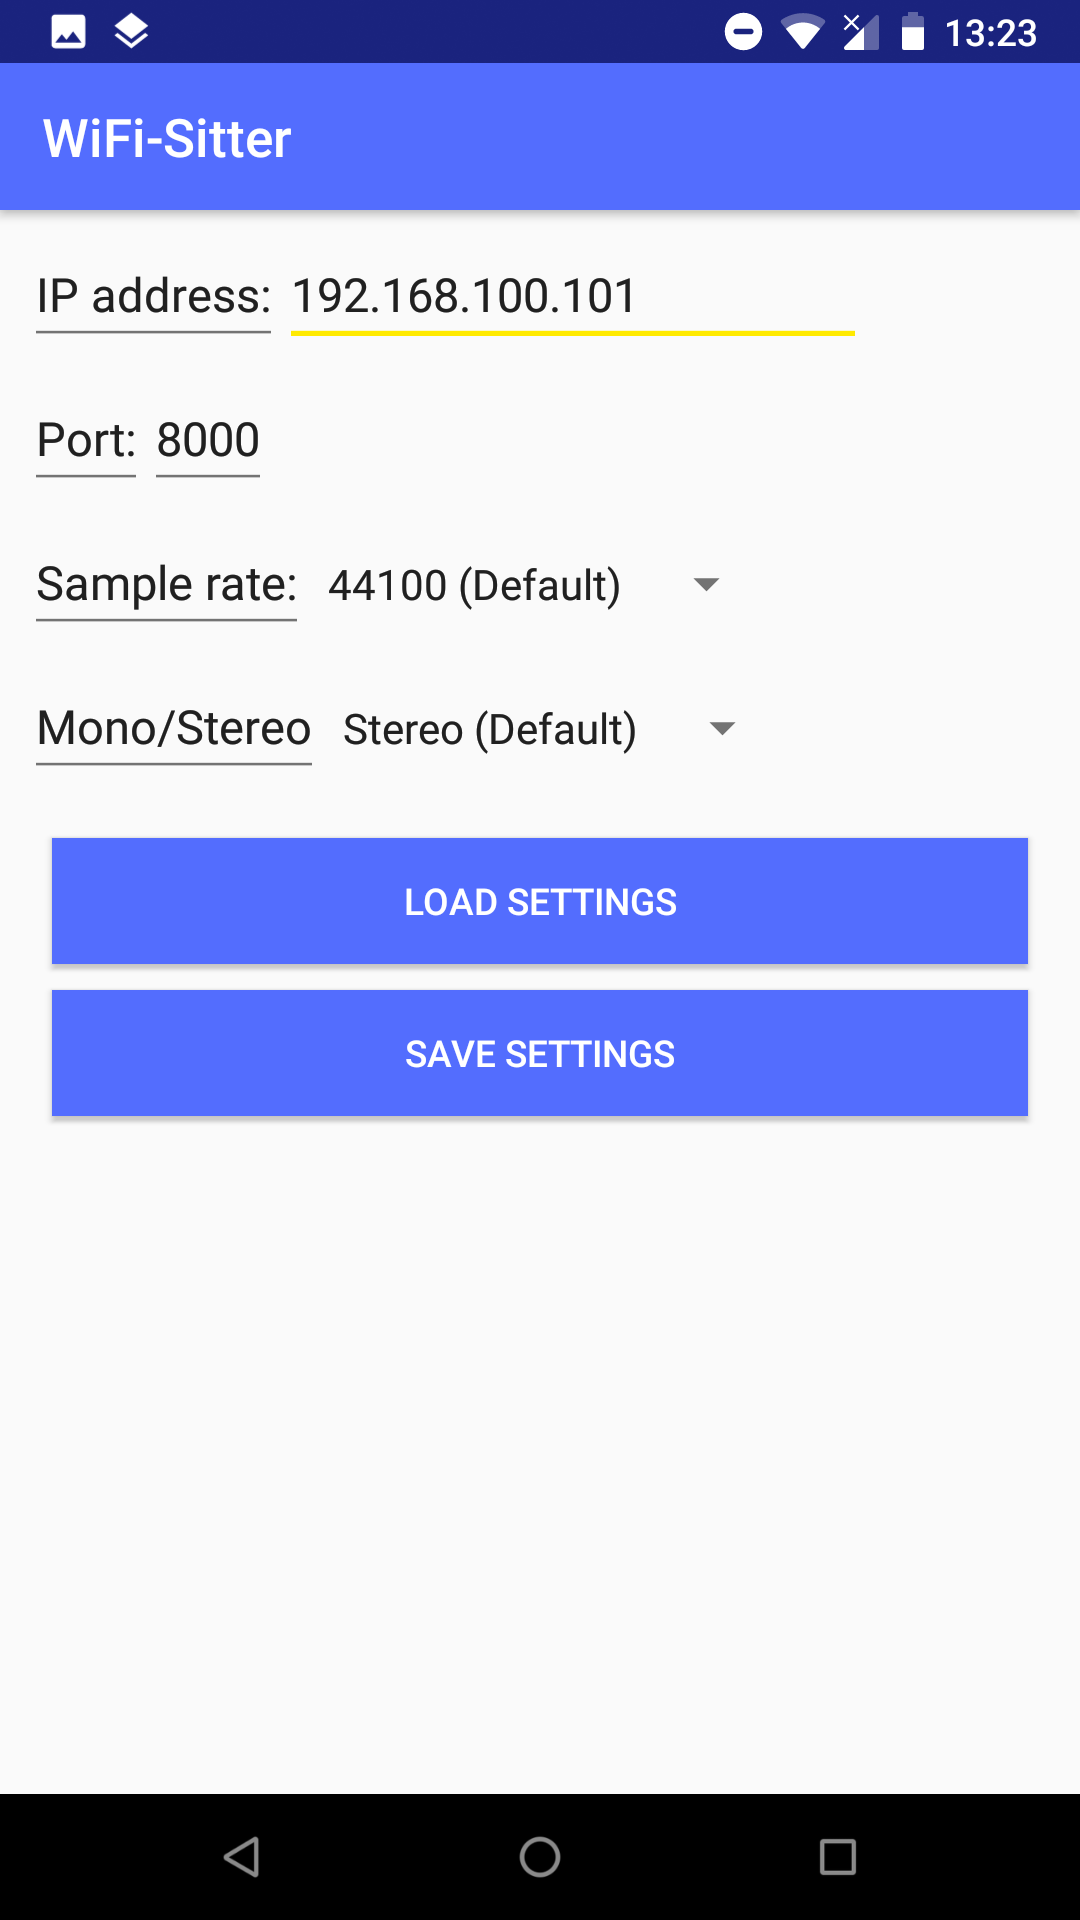 13:23
WiFi-Sitter
IP address: 192.168.100.101
Port: 8000
Sample rate: 44100 (Default)
Mono/Stereo Stereo (Default)
LOAD SETTINGS
SAVE SETTINGS